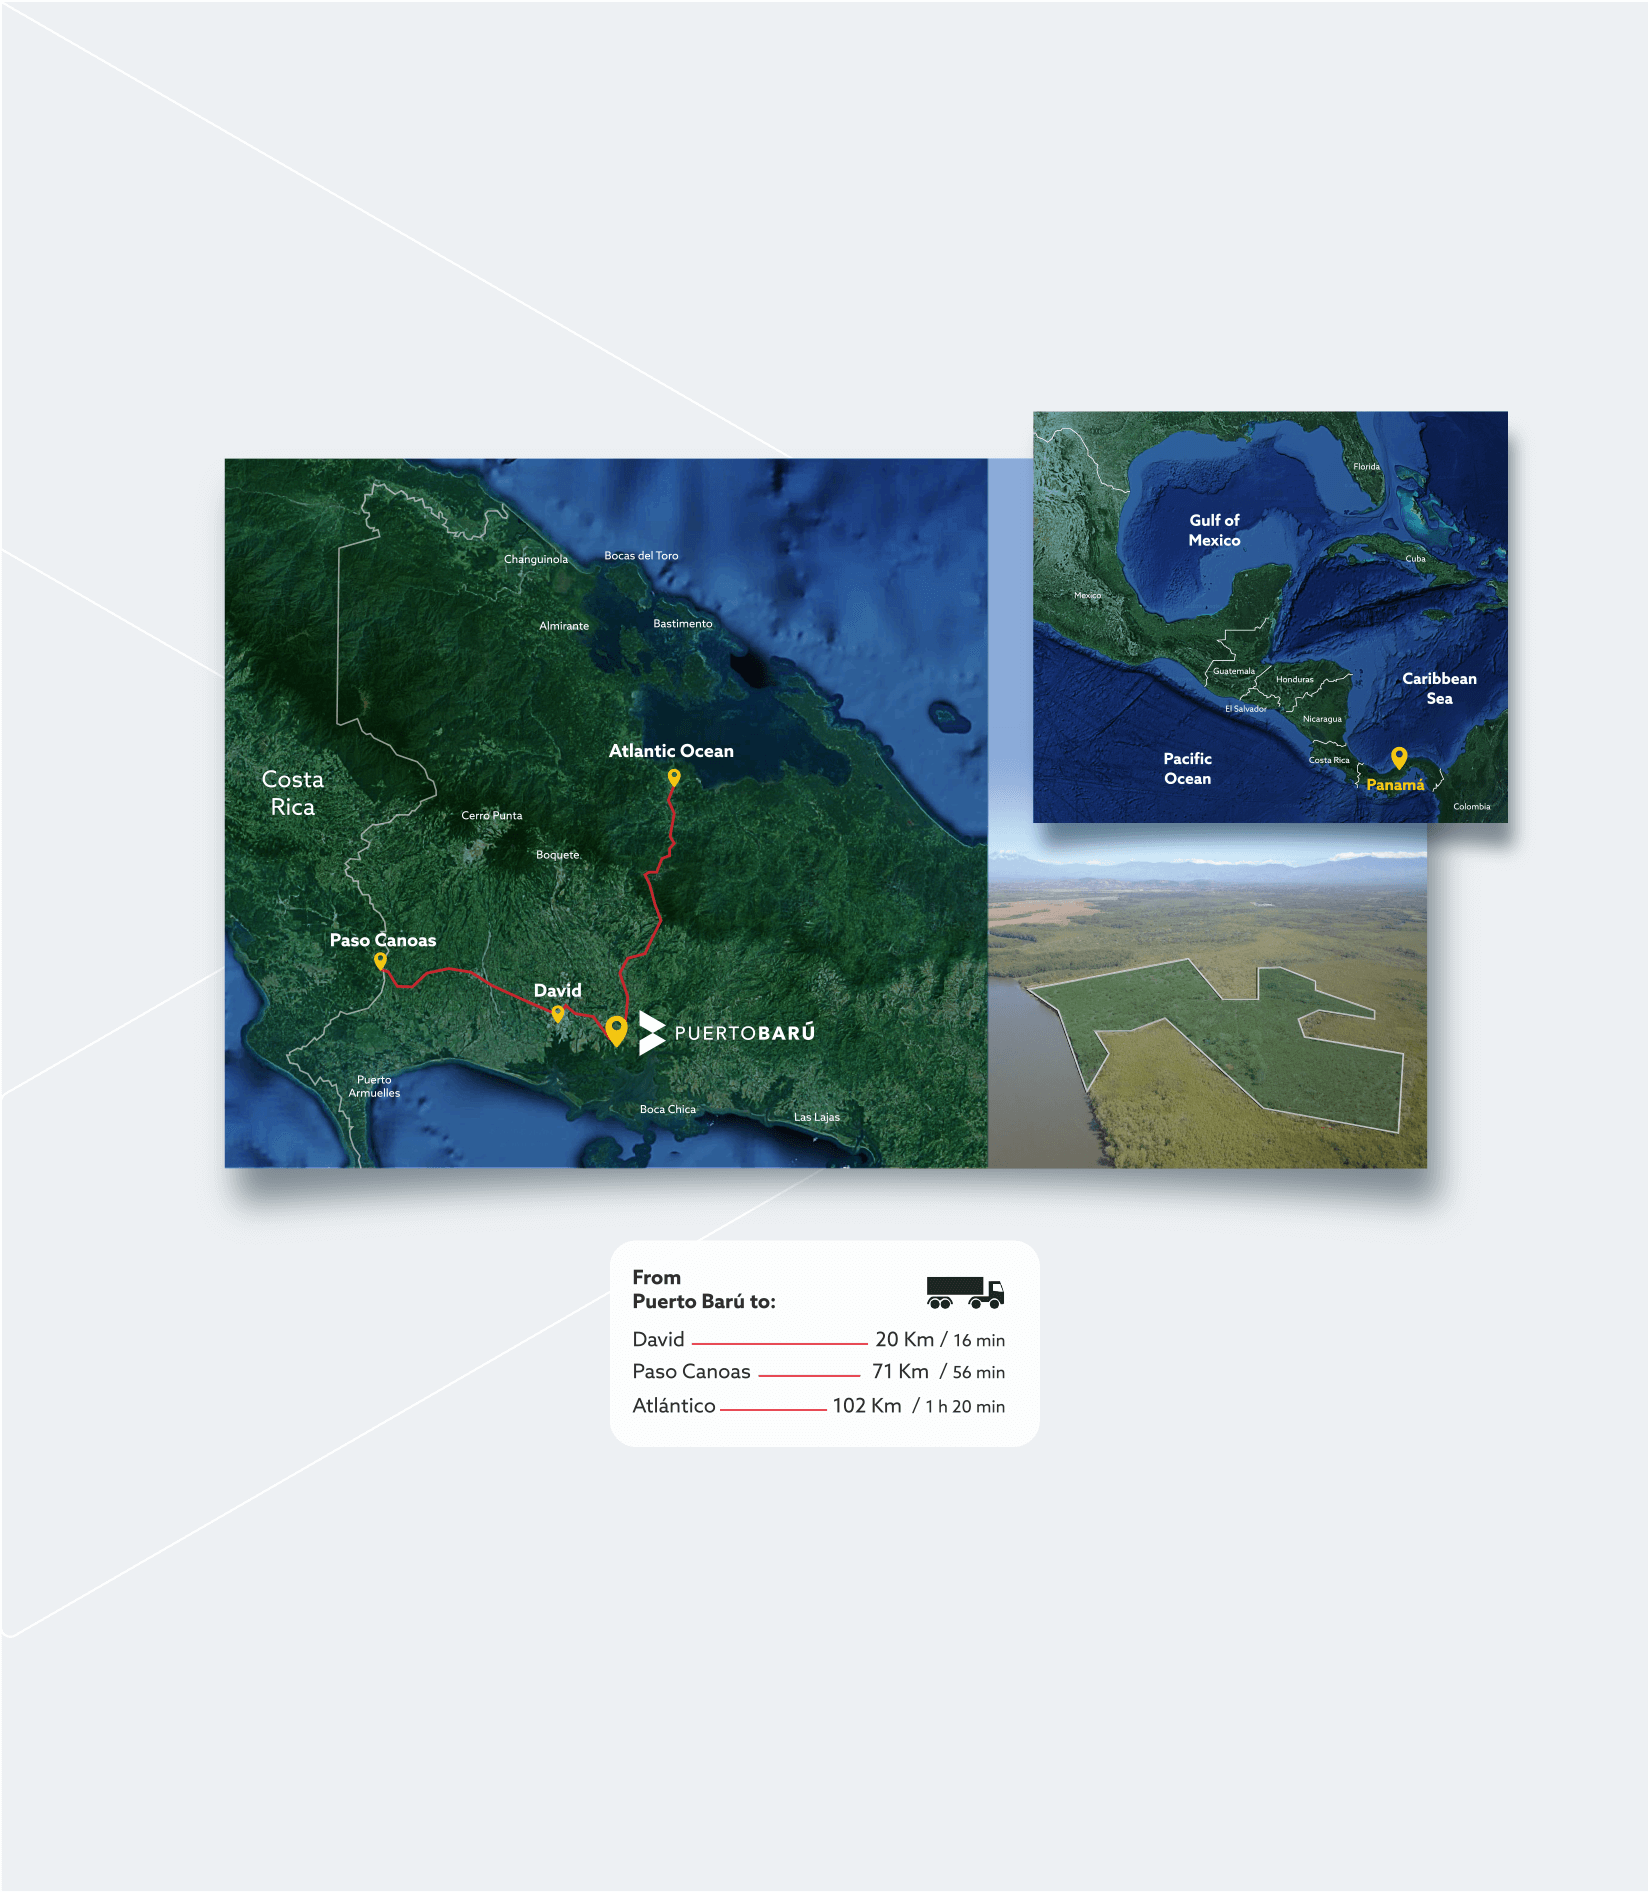 Changuinola
Bocas del Toro
Almirante
Bastimento
Atlantic Ocean
Costa
Rica
Cerro Punta
Boquete
Paso Canoas
David
PUERTOBARÚ
Puerto
Armuelles
Boca Chica
Las Lajas
Florida
Gulf of
Mexico
Cuba
Mexico
Guatemala
Honduras
Caribbean
Sea
El Salvador
Nicaragua
Pacific
Ocean
Costa Rica
Panamá
Colombia
From
Puerto Barú to:
David 20 Km / 16 min
Paso Canoas 71 Km / 56 min
Atlántico 102 Km / 1 h 20 min